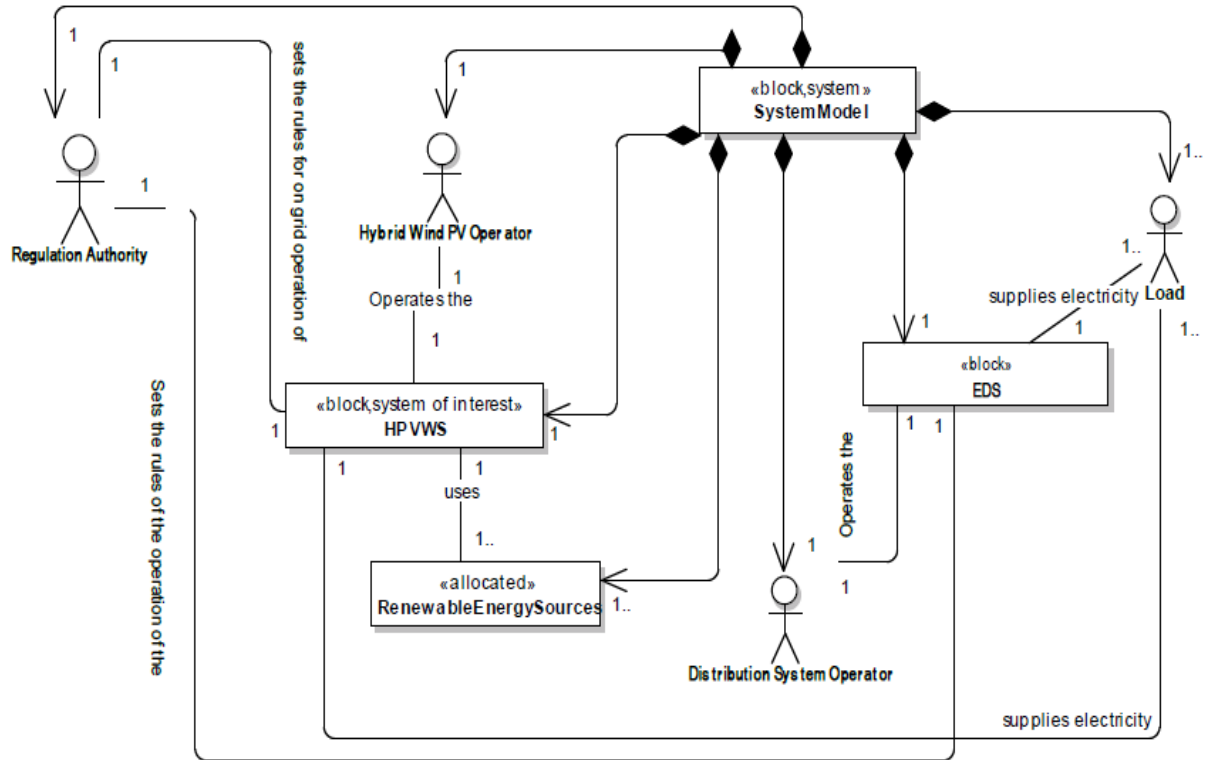 1
1
sets the rules for on grid operation of
1
«block,system »
SystemModel
1..
1
Regulation Authority
Hybrid Wind PV Operator
1
Operates the
1
1..
supplies electricity
Load
1
1
1..
«block»
EDS
«block,system of interest»
HPVWS
1
1
1
1
1
1
Sets the rules of the operation of the
uses
Operates the
1..
1
1
«allocated»
RenewableEnergySources
1..
Distribution System Operator
supplies electricity